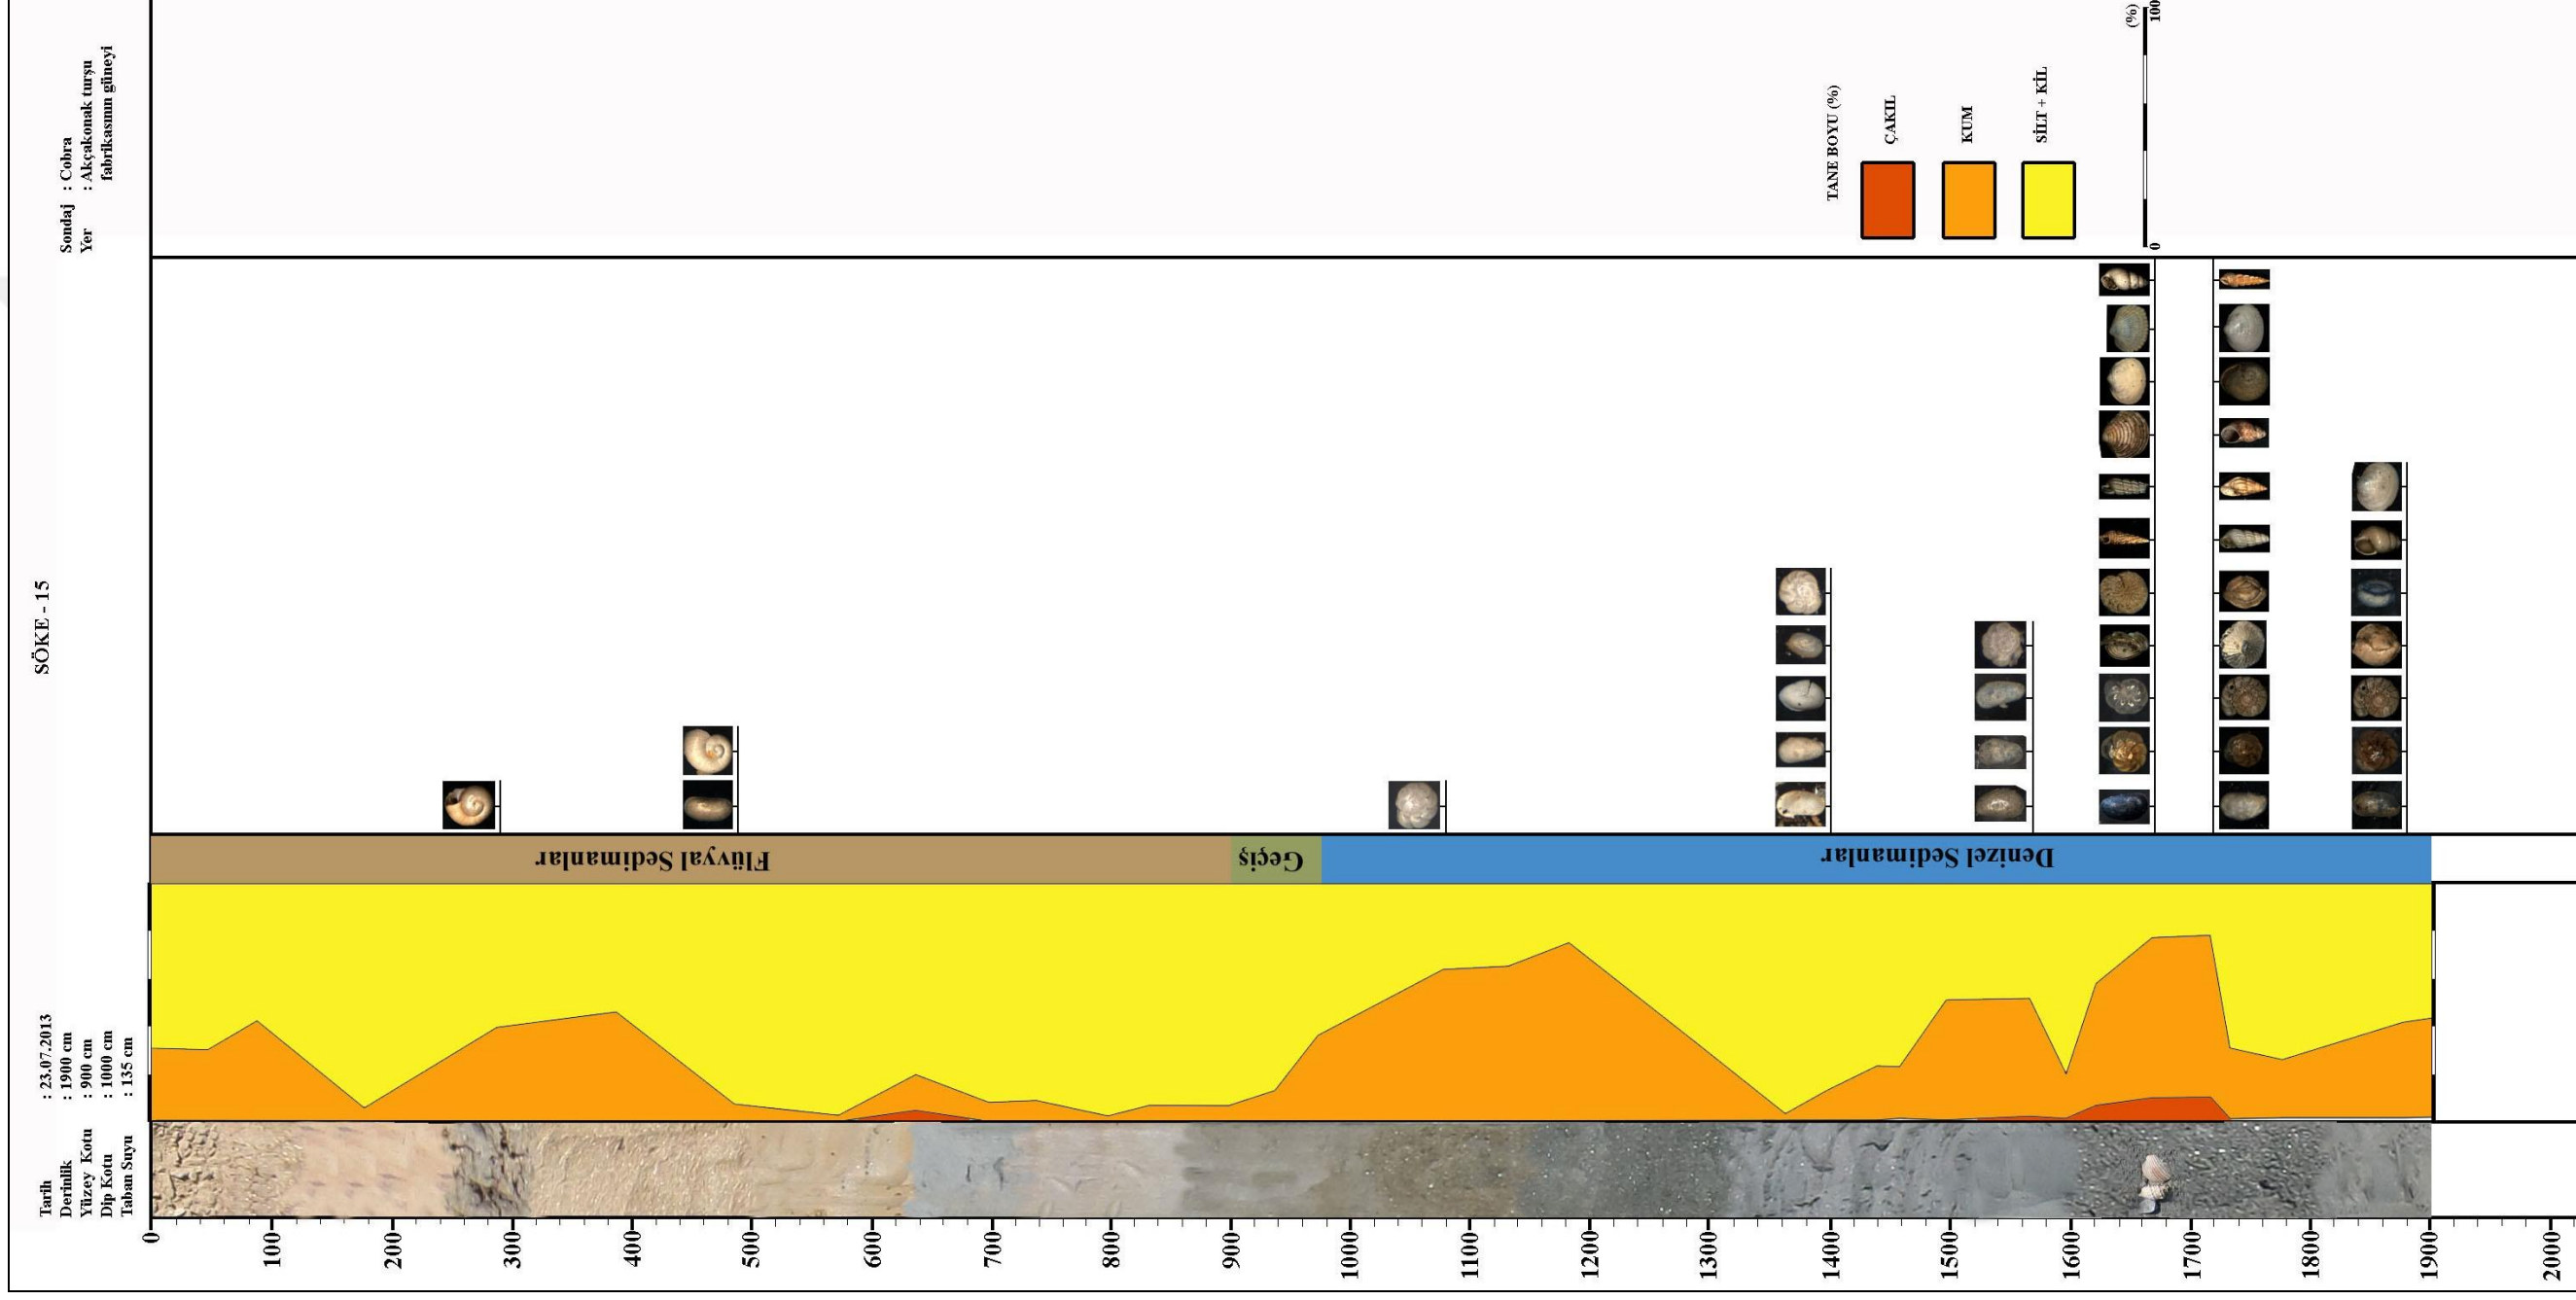 SÖKE - 15
Tarih : 23.07.2013
Derinlik : 1900 cm
Yüzey Kotu : 900 cm
Dip Kotu : 1000 cm
Taban Suyu : 135 cm
Sondaj : Cobra
Yer : Akçakonak turşu
fabrikasının güneyi
0
100
200
300
400
500
600
700
800
900
1000
1100
1200
1300
1400
1500
1600
1700
1800
1900
2000
Flüvyal Sedimanlar
Geçiş
Denizel Sedimanlar
TANE BOYU (%)
ÇAKIL
KUM
SİLT + KİL
(%)
0
100